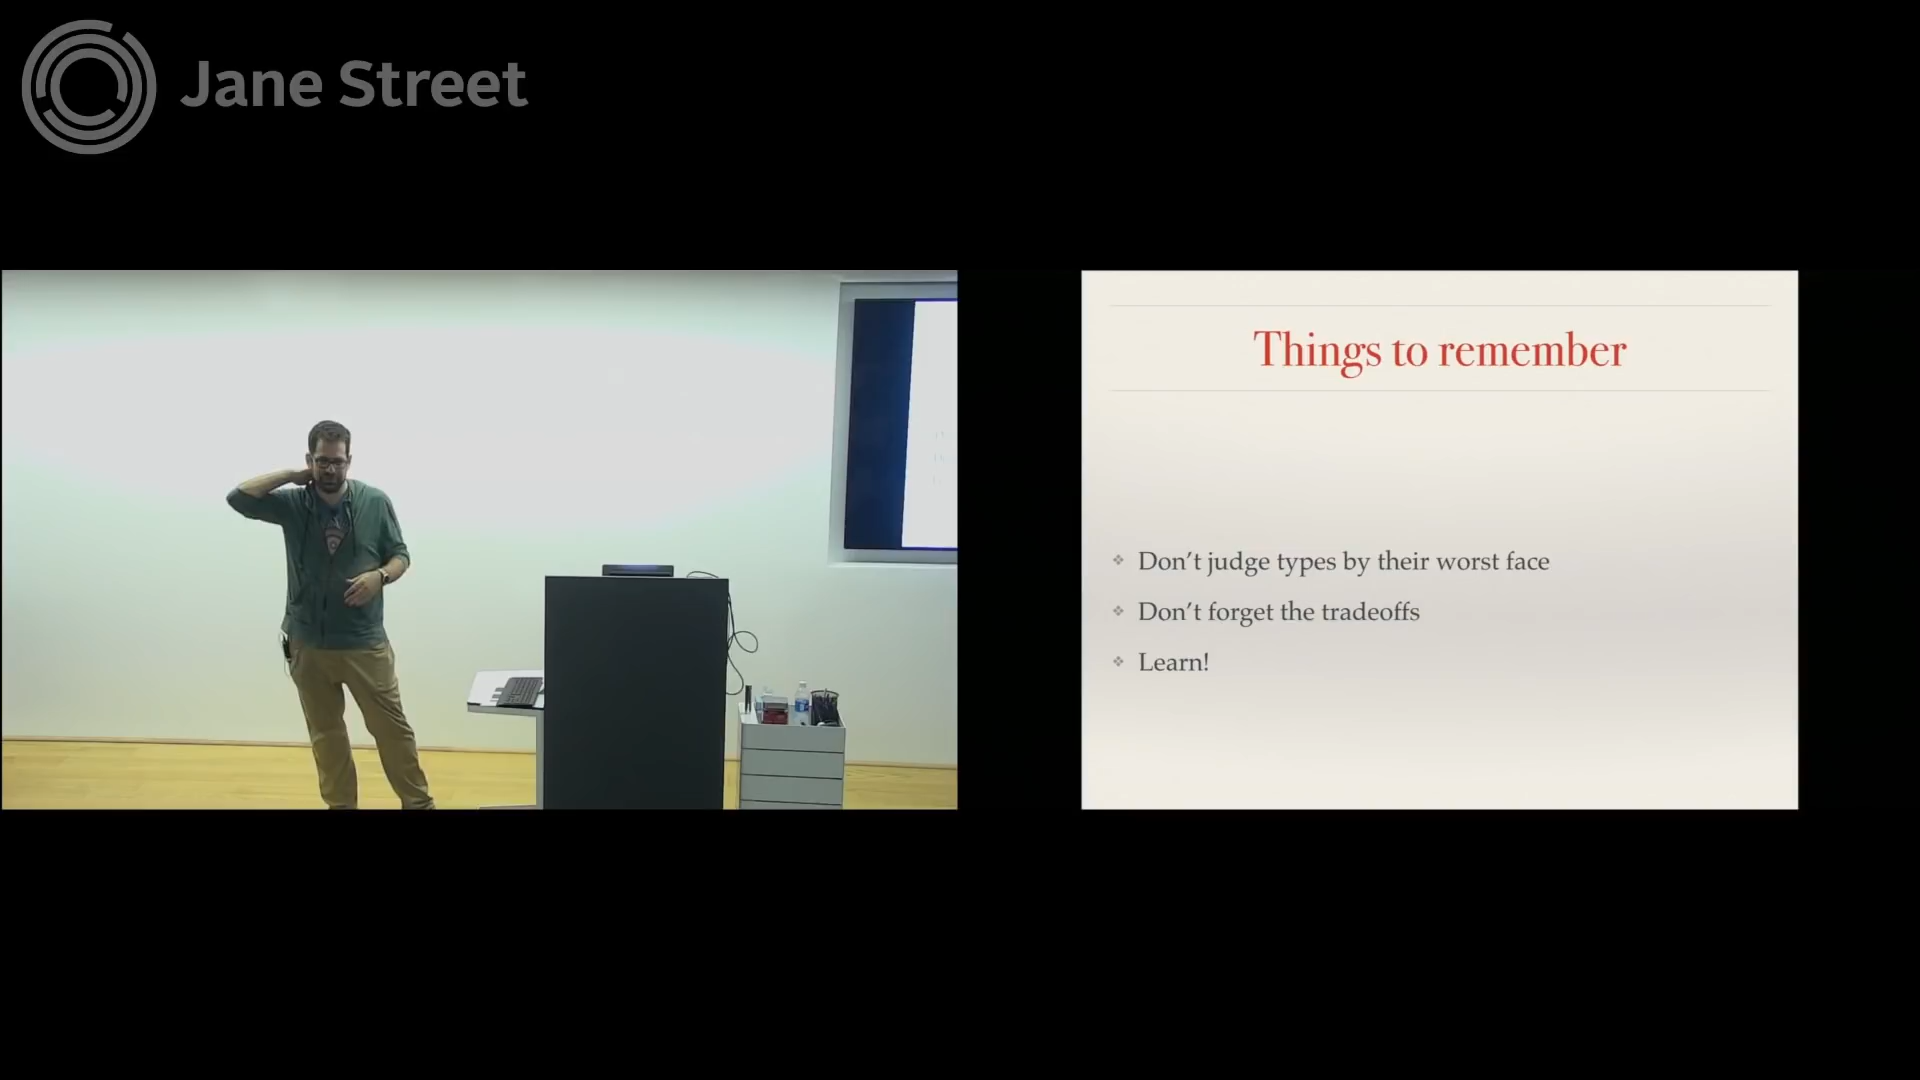 Jane Street
Things to remember
Don’t judge types by their worst face
Don’t forget the tradeoffs
Learn!